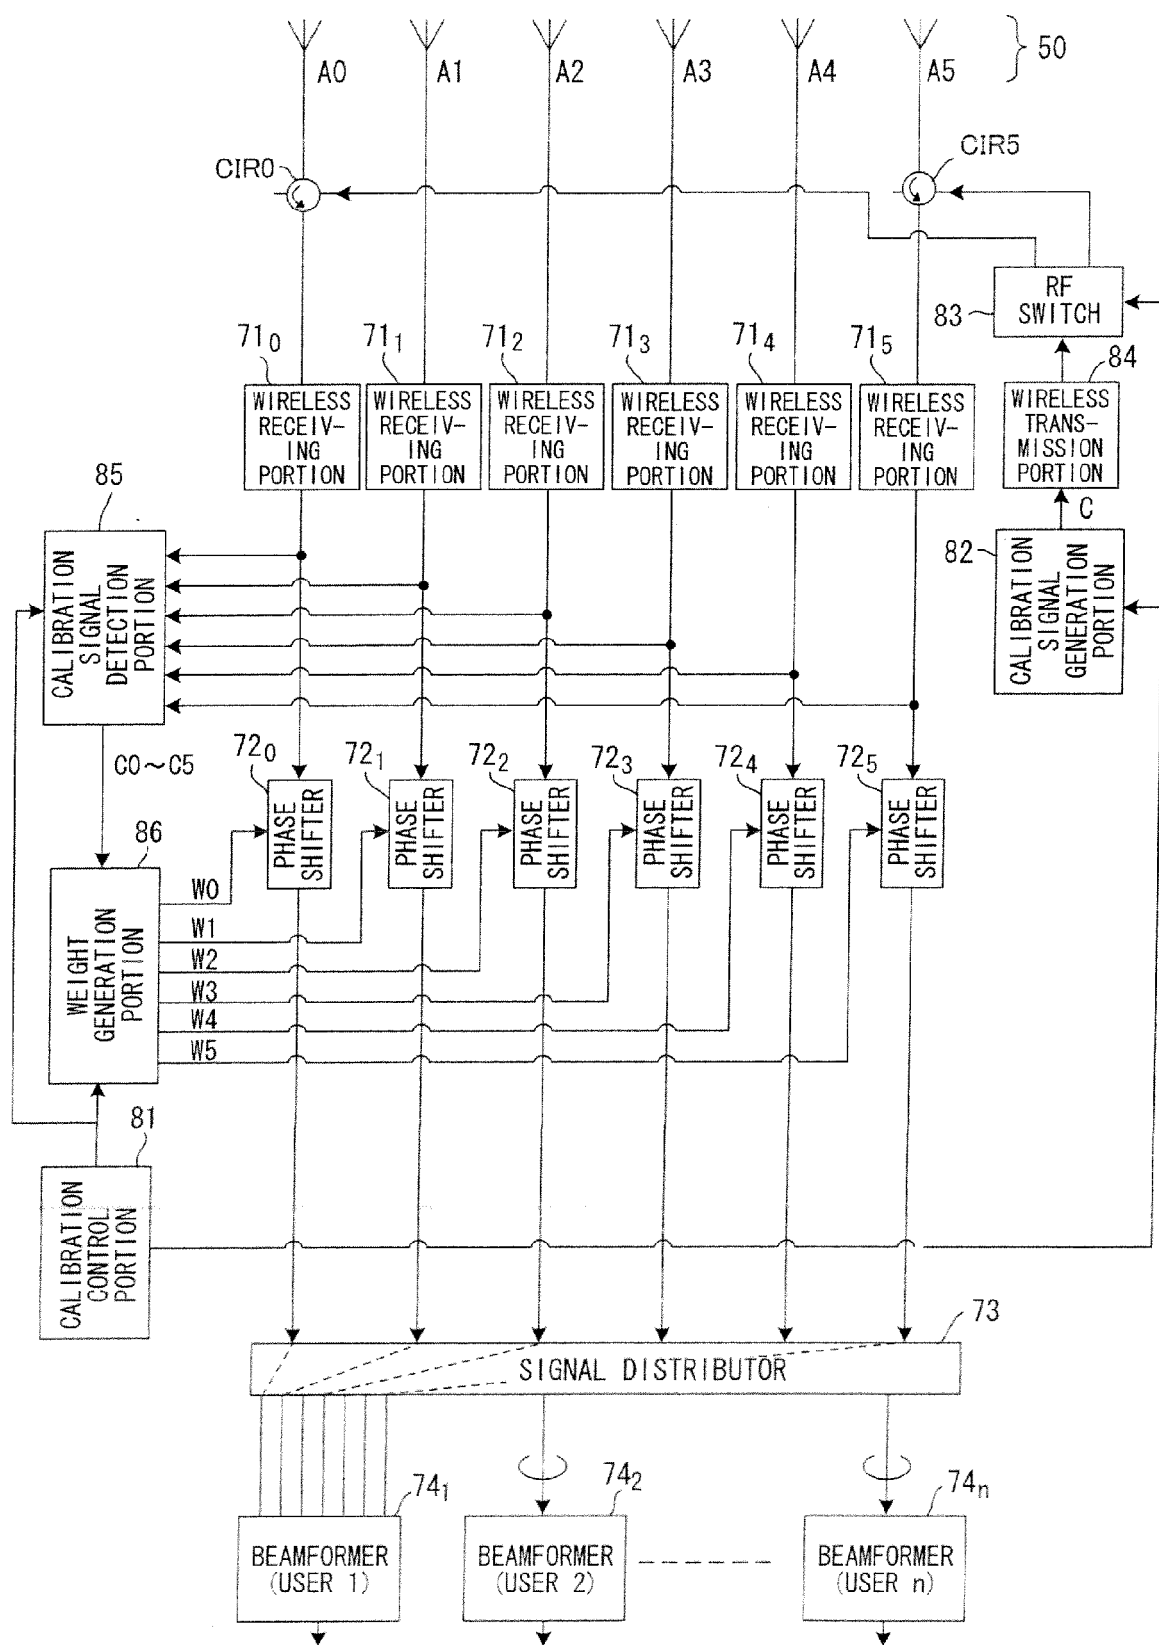 50
A0 A1 A2 A3 A4 A5
CIR0
CIR5
RF
SWITCH
83
71₀ 71₁ 71₂ 71₃ 71₄ 71₅
84
WIRELESS
RECEIV-
ING
PORTION
WIRELESS
RECEIV-
ING
PORTION
WIRELESS
RECEIV-
ING
PORTION
WIRELESS
RECEIV-
ING
PORTION
WIRELESS
RECEIV-
ING
PORTION
WIRELESS
RECEIV-
ING
PORTION
WIRELESS
TRANS-
MISSION
PORTION
85
C
82
CALIBRATION
SIGNAL
DETECTION
PORTION
CALIBRATION
SIGNAL
GENERATION
PORTION
C0～C5
72₀ 72₁ 72₂ 72₃ 72₄ 72₅
PHASE
SHIFTER
PHASE
SHIFTER
PHASE
SHIFTER
PHASE
SHIFTER
PHASE
SHIFTER
PHASE
SHIFTER
86
WEIGHT
GENERATION
PORTION
W0
W1
W2
W3
W4
W5
81
CALIBRATION
CONTROL
PORTION
73
SIGNAL DISTRIBUTOR
74₁ 74₂ 74ₙ
BEAMFORMER
(USER 1)
BEAMFORMER
(USER 2)
BEAMFORMER
(USER n)